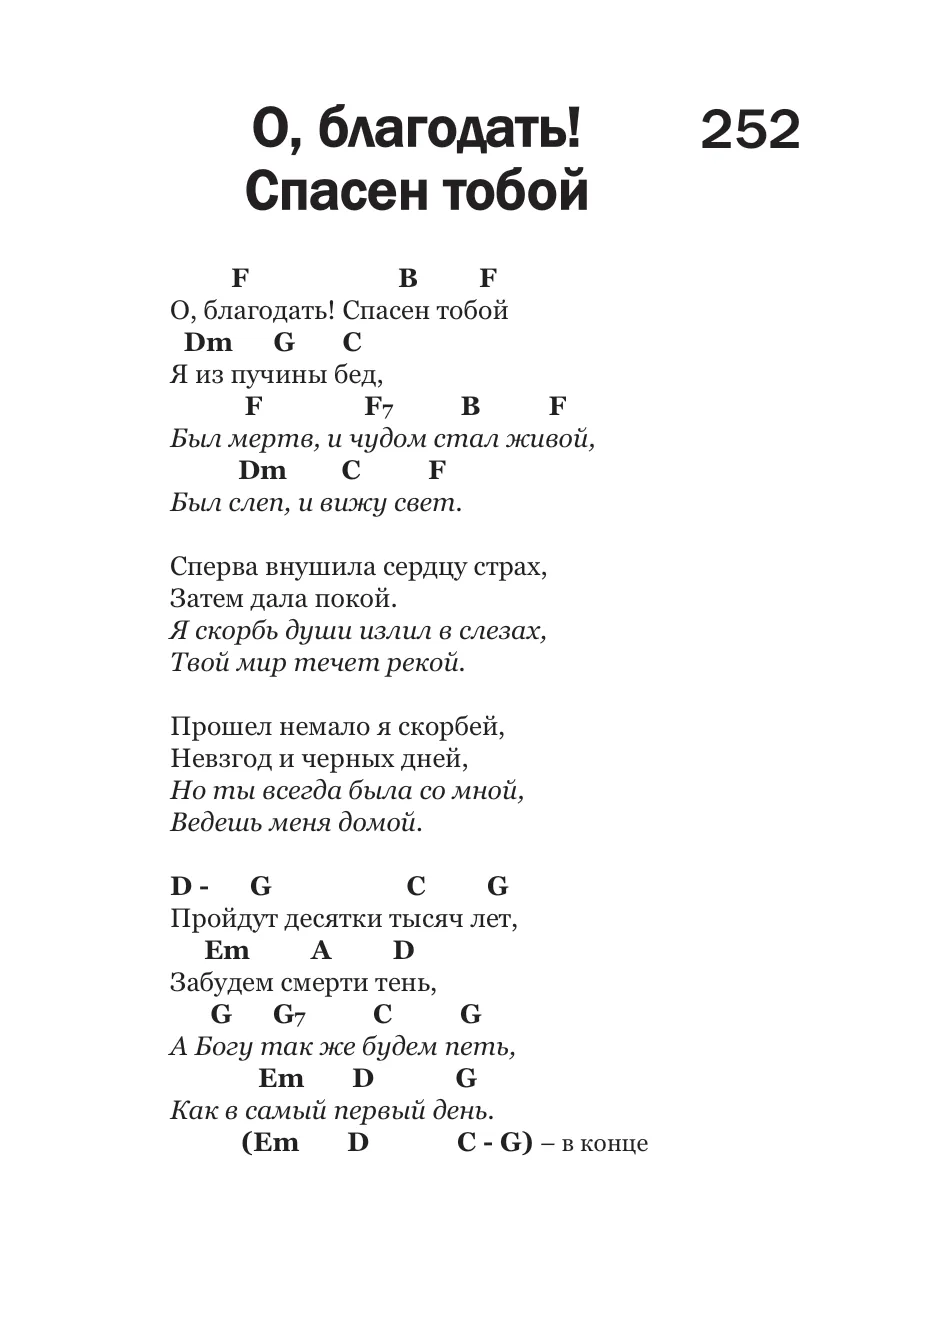 О, благодать! 252
Спасен тобой
F B F
О, благодать! Спасен тобой
Dm G C
Я из пучины бед,
F F7 B F
Был мертв, и чудом стал живой,
Dm C F
Был слеп, и вижу свет.
Сперва внушила сердцу страх,
Затем дала покой.
Я скорбь души излил в слезах,
Твой мир течет рекой.
Прошел немало я скорбей,
Невзгод и черных дней,
Но ты всегда была со мной,
Ведешь меня домой.
D - G C G
Пройдут десятки тысяч лет,
Em A D
Забудем смерти тень,
G G7 C G
А Богу так же будем петь,
Em D G
Как в самый первый день.
(Em D C - G) – в конце